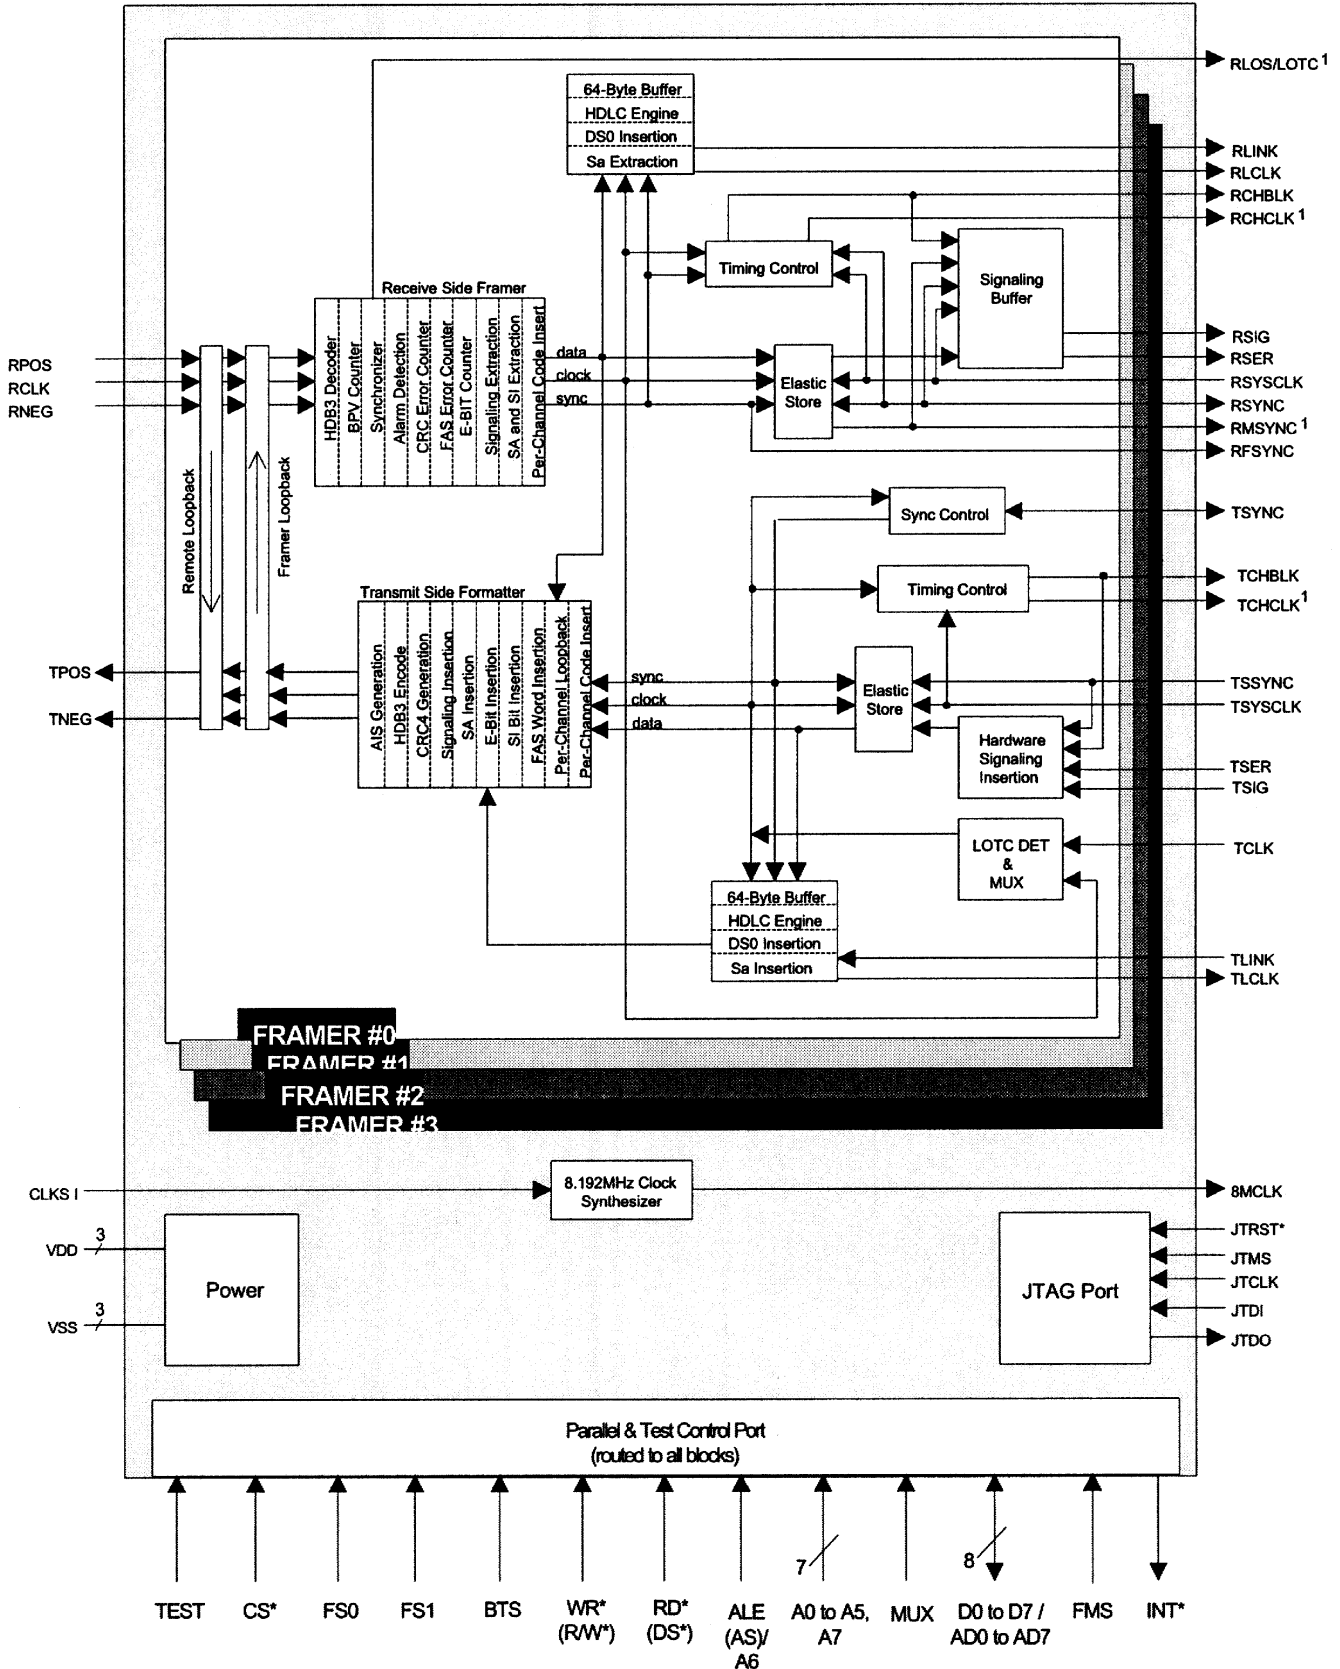 RLOS/LOTC 1
64-Byte Buffer
HDLC Engine
DS0 Insertion
Sa Extraction
RLINK
RLCLK
RCHBLK
RCHCLK 1
Timing Control
Signaling
Buffer
Receive Side Framer
HDB3 Decoder
BPV Counter
Synchronizer
Alarm Detection
CRC Error Counter
FAS Error Counter
E-BIT Counter
Signaling Extraction
SA and SI Extraction
Per-Channel Code Insert
data
clock
sync
Elastic
Store
RPOS
RCLK
RNEG
RSIG
RSER
RSYSCLK
RSYNC
RMSYNC 1
RFSYNC
Remote Loopback
Framer Loopback
Sync Control
TSYNC
Timing Control
TCHBLK
TCHCLK 1
Transmit Side Formatter
AIS Generation
HDB3 Encode
CRC4 Generation
Signaling Insertion
SA Insertion
E-Bit Insertion
SI Bit Insertion
FAS Word Insertion
Per-Channel Loopback
Per-Channel Code Insert
sync
clock
data
Elastic
Store
TPOS
TNEG
TSSYNC
TSYSCLK
Hardware
Signaling
Insertion
TSER
TSIG
LOTC DET
&
MUX
TCLK
64-Byte Buffer
HDLC Engine
DS0 Insertion
Sa Insertion
TLINK
TLCLK
FRAMER #0
FRAMER #1
FRAMER #2
FRAMER #3
CLKS I
8.192MHz Clock
Synthesizer
8MCLK
VDD
3
VSS
3
Power
JTAG Port
JTRST*
JTMS
JTCLK
JTDI
JTDO
Parallel & Test Control Port
(routed to all blocks)
7
8
TEST
CS*
FS0
FS1
BTS
WR*
(R/W*)
RD*
(DS*)
ALE
(AS)/
A6
A0 to A5,
A7
MUX
D0 to D7 /
AD0 to AD7
FMS
INT*